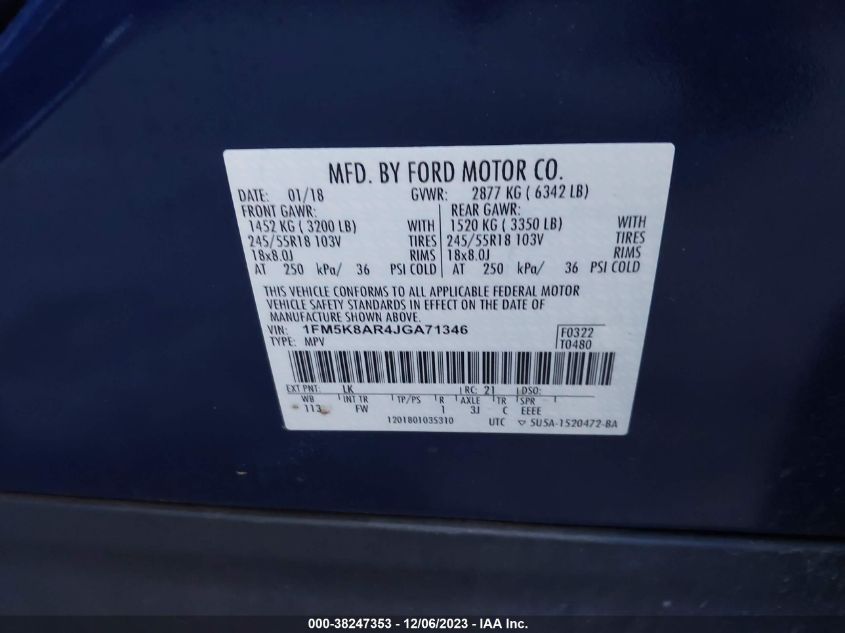 MFD. BY FORD MOTOR CO.
DATE: 01/18 GVWR: 2877 KG ( 6342 LB)
FRONT GAWR: REAR GAWR:
1452 KG ( 3200 LB) WITH 1520 KG ( 3350 LB) WITH
245/55R18 103V TIRES 245/55R18 103V TIRES
18x8.0J RIMS 18x8.0J RIMS
AT 250 kPa/ 36 PSI COLD AT 250 kPa/ 36 PSI COLD
THIS VEHICLE CONFORMS TO ALL APPLICABLE FEDERAL MOTOR
VEHICLE SAFETY STANDARDS IN EFFECT ON THE DATE OF
MANUFACTURE SHOWN ABOVE.
VIN: 1FM5K8AR4JGA71346 F0322
TYPE: MPV T0480
EXT PNT: LK RC: 21 DSO:
WB INT TR TP/PS R AXLE TR SPR
113 FW 1 3J C EEEE
1201801035310 UTC ▽ 5U5A-1520472-BA
000-38247353 - 12/06/2023 - IAA Inc.